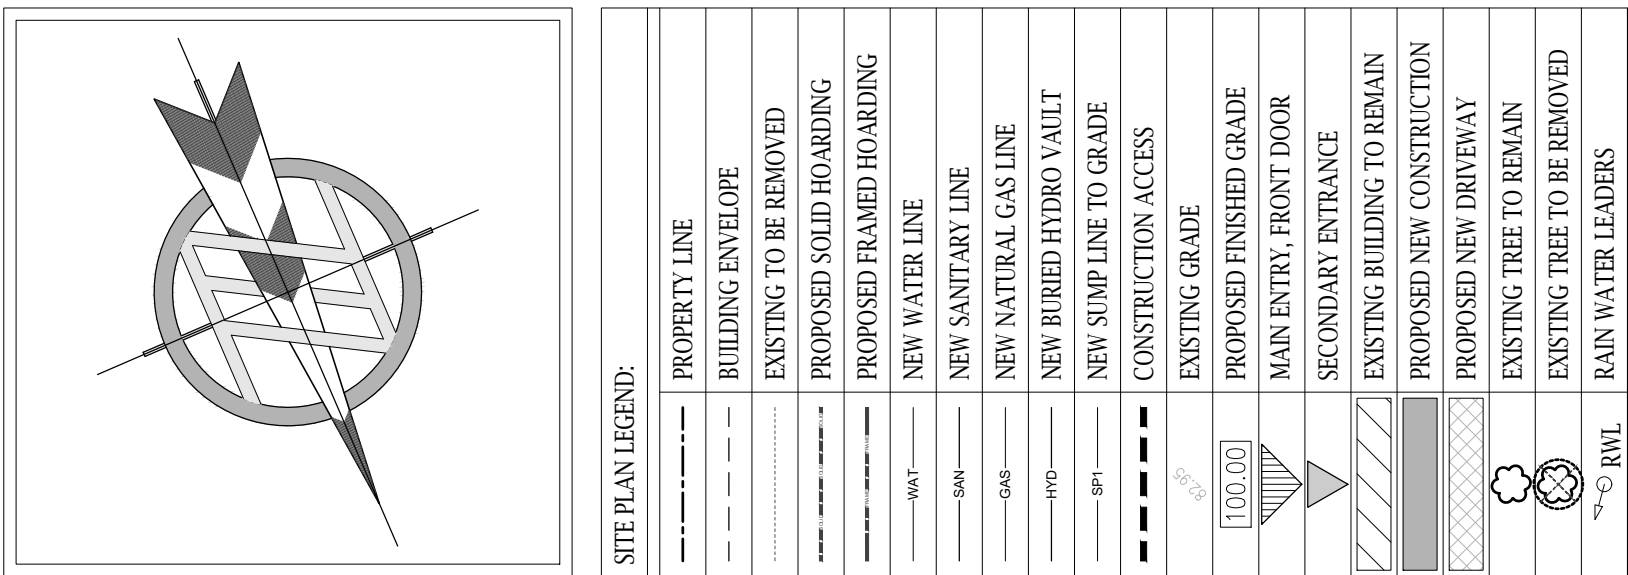 SITE PLAN LEGEND:
PROPERTY LINE
BUILDING ENVELOPE
EXISTING TO BE REMOVED
SOLID SOLID PROPOSED SOLID HOARDING
FRAME FRAME PROPOSED FRAMED HOARDING
WAT NEW WATER LINE
SAN NEW SANITARY LINE
GAS NEW NATURAL GAS LINE
HYD NEW BURIED HYDRO VAULT
SP1 NEW SUMP LINE TO GRADE
CONSTRUCTION ACCESS
82.95 EXISTING GRADE
100.00 PROPOSED FINISHED GRADE
MAIN ENTRY, FRONT DOOR
SECONDARY ENTRANCE
EXISTING BUILDING TO REMAIN
PROPOSED NEW CONSTRUCTION
PROPOSED NEW DRIVEWAY
EXISTING TREE TO REMAIN
EXISTING TREE TO BE REMOVED
RWL RAIN WATER LEADERS